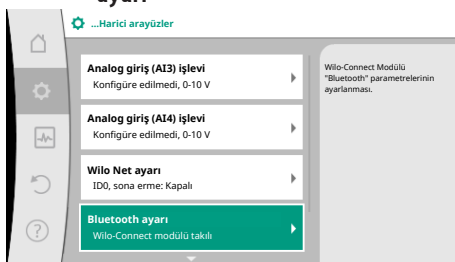 ayarı
...Harici arayüzler
Analog giriş (AI3) işlevi
Konfigüre edilmedi, 0-10 V
Analog giriş (AI4) işlevi
Konfigüre edilmedi, 0-10 V
Wilo Net ayarı
ID0, sona erme: Kapalı
Bluetooth ayarı
Wilo-Connect modülü takılı
Wilo-Connect Modülü
"Bluetooth" parametrelerinin
ayarlanması.